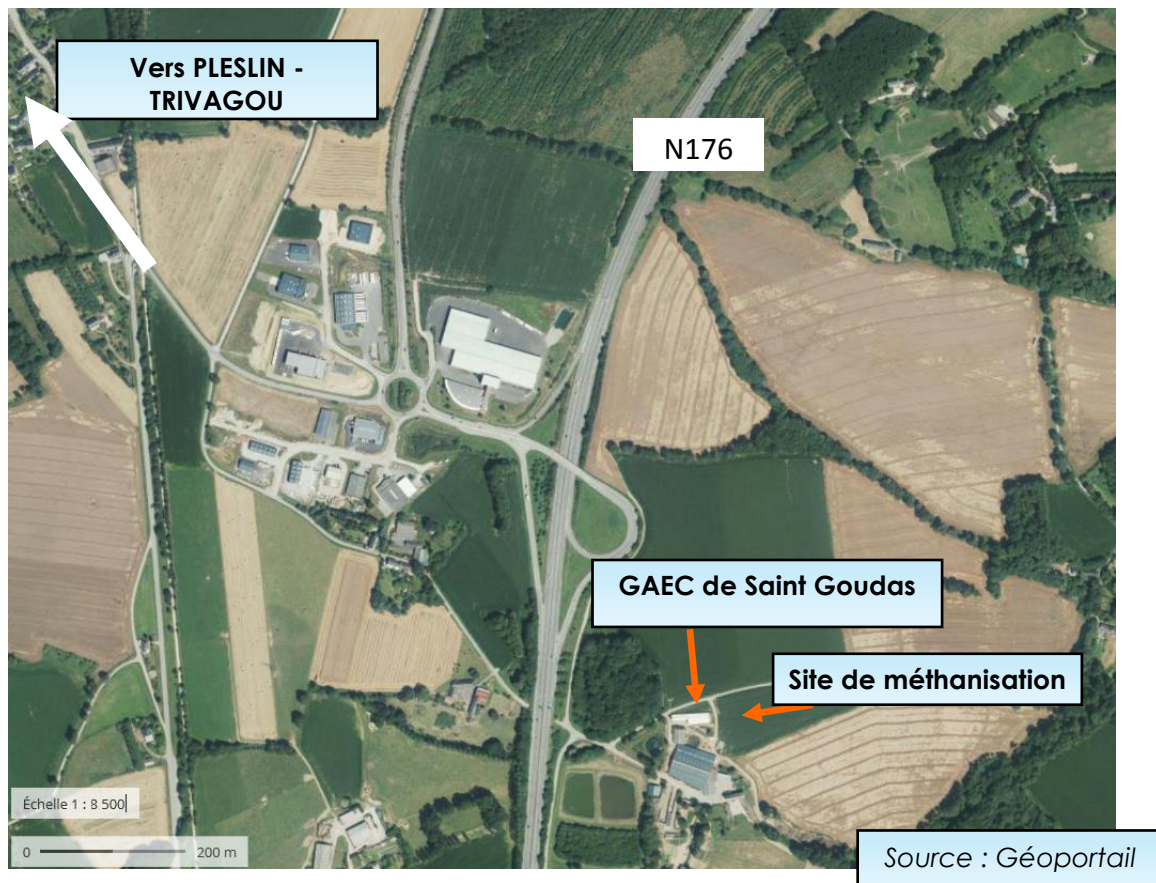 Vers PLESLIN -
TRIVAGOU
N176
GAEC de Saint Goudas
Site de méthanisation
Échelle 1 : 8 500
0 200 m
Source : Géoportail